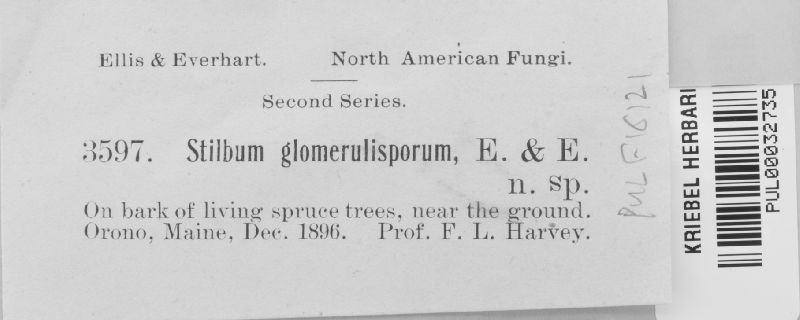 Ellis & Everhart. North American Fungi.
Second Series.
3597. Stilbum glomerulisporum, E. & E.
n. sp.
On bark of living spruce trees, near the ground.
Orono, Maine, Dec. 1896. Prof. F. L. Harvey.
PUL F16121
KRIEBEL HERBARI
PUL00032735